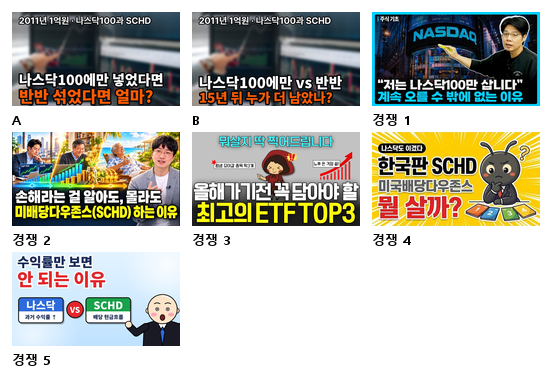 2011년 1억원 · 나스닥100과 SCHD
나스닥100에만 넣었다면
반반 섞었다면 얼마?
A
2011년 1억원 · 나스닥100과 SCHD
나스닥100에만 vs 반반
15년 뒤 누가 더 남았나?
B
주식 기초
NASDAQ
“저는 나스닥100만 삽니다”
계속 오를 수 밖에 없는 이유
경쟁 1
손해라는 걸 알아도, 몰라도
미배당다우존스(SCHD) 하는 이유
경쟁 2
뭐살지 딱 찍어드립니다
올해가기전 꼭 담아야 할
최고의 ETF TOP3
경쟁 3
나스닥도 이겼다
한국판 SCHD
미국배당다우존스
뭘 살까?
1 2 3 4
경쟁 4
수익률만 보면
안 되는 이유
나스닥
과거 수익률 ↑
VS
SCHD
배당 현금흐름
경쟁 5